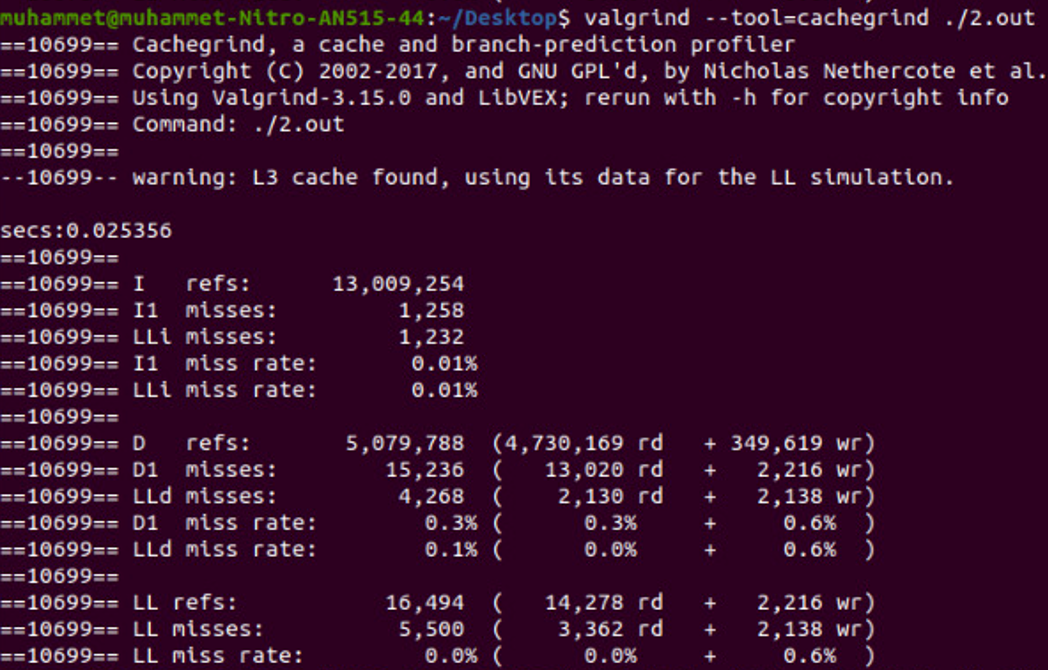 muhammet@muhammet-Nitro-AN515-44:~/Desktop$ valgrind --tool=cachegrind ./2.out
==10699== Cachegrind, a cache and branch-prediction profiler
==10699== Copyright (C) 2002-2017, and GNU GPL'd, by Nicholas Nethercote et al.
==10699== Using Valgrind-3.15.0 and LibVEX; rerun with -h for copyright info
==10699== Command: ./2.out
==10699==
--10699-- warning: L3 cache found, using its data for the LL simulation.
secs:0.025356
==10699==
==10699== I   refs:      13,009,254
==10699== I1  misses:         1,258
==10699== LLi misses:         1,232
==10699== I1  miss rate:       0.01%
==10699== LLi miss rate:       0.01%
==10699==
==10699== D   refs:       5,079,788  (4,730,169 rd   + 349,619 wr)
==10699== D1  misses:        15,236  (   13,020 rd   +   2,216 wr)
==10699== LLd misses:         4,268  (    2,130 rd   +   2,138 wr)
==10699== D1  miss rate:        0.3% (      0.3%     +     0.6%  )
==10699== LLd miss rate:        0.1% (      0.0%     +     0.6%  )
==10699==
==10699== LL refs:           16,494  (   14,278 rd   +   2,216 wr)
==10699== LL misses:          5,500  (    3,362 rd   +   2,138 wr)
==10699== LL miss rate:         0.0% (      0.0%     +     0.6%  )